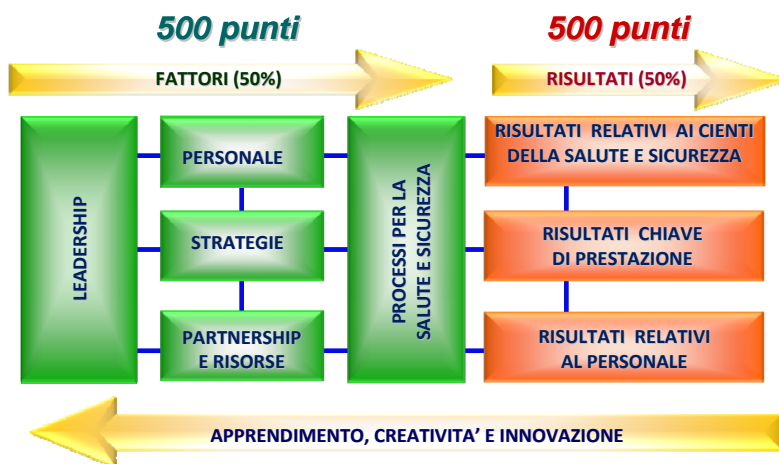 500 punti
500 punti
FATTORI (50%)
RISULTATI (50%)
LEADERSHIP
PERSONALE
STRATEGIE
PARTNERSHIP
E RISORSE
PROCESSI PER LA
SALUTE E SICUREZZA
RISULTATI RELATIVI AI CIENTI
DELLA SALUTE E SICUREZZA
RISULTATI CHIAVE
DI PRESTAZIONE
RISULTATI RELATIVI
AL PERSONALE
APPRENDIMENTO, CREATIVITA’ E INNOVAZIONE